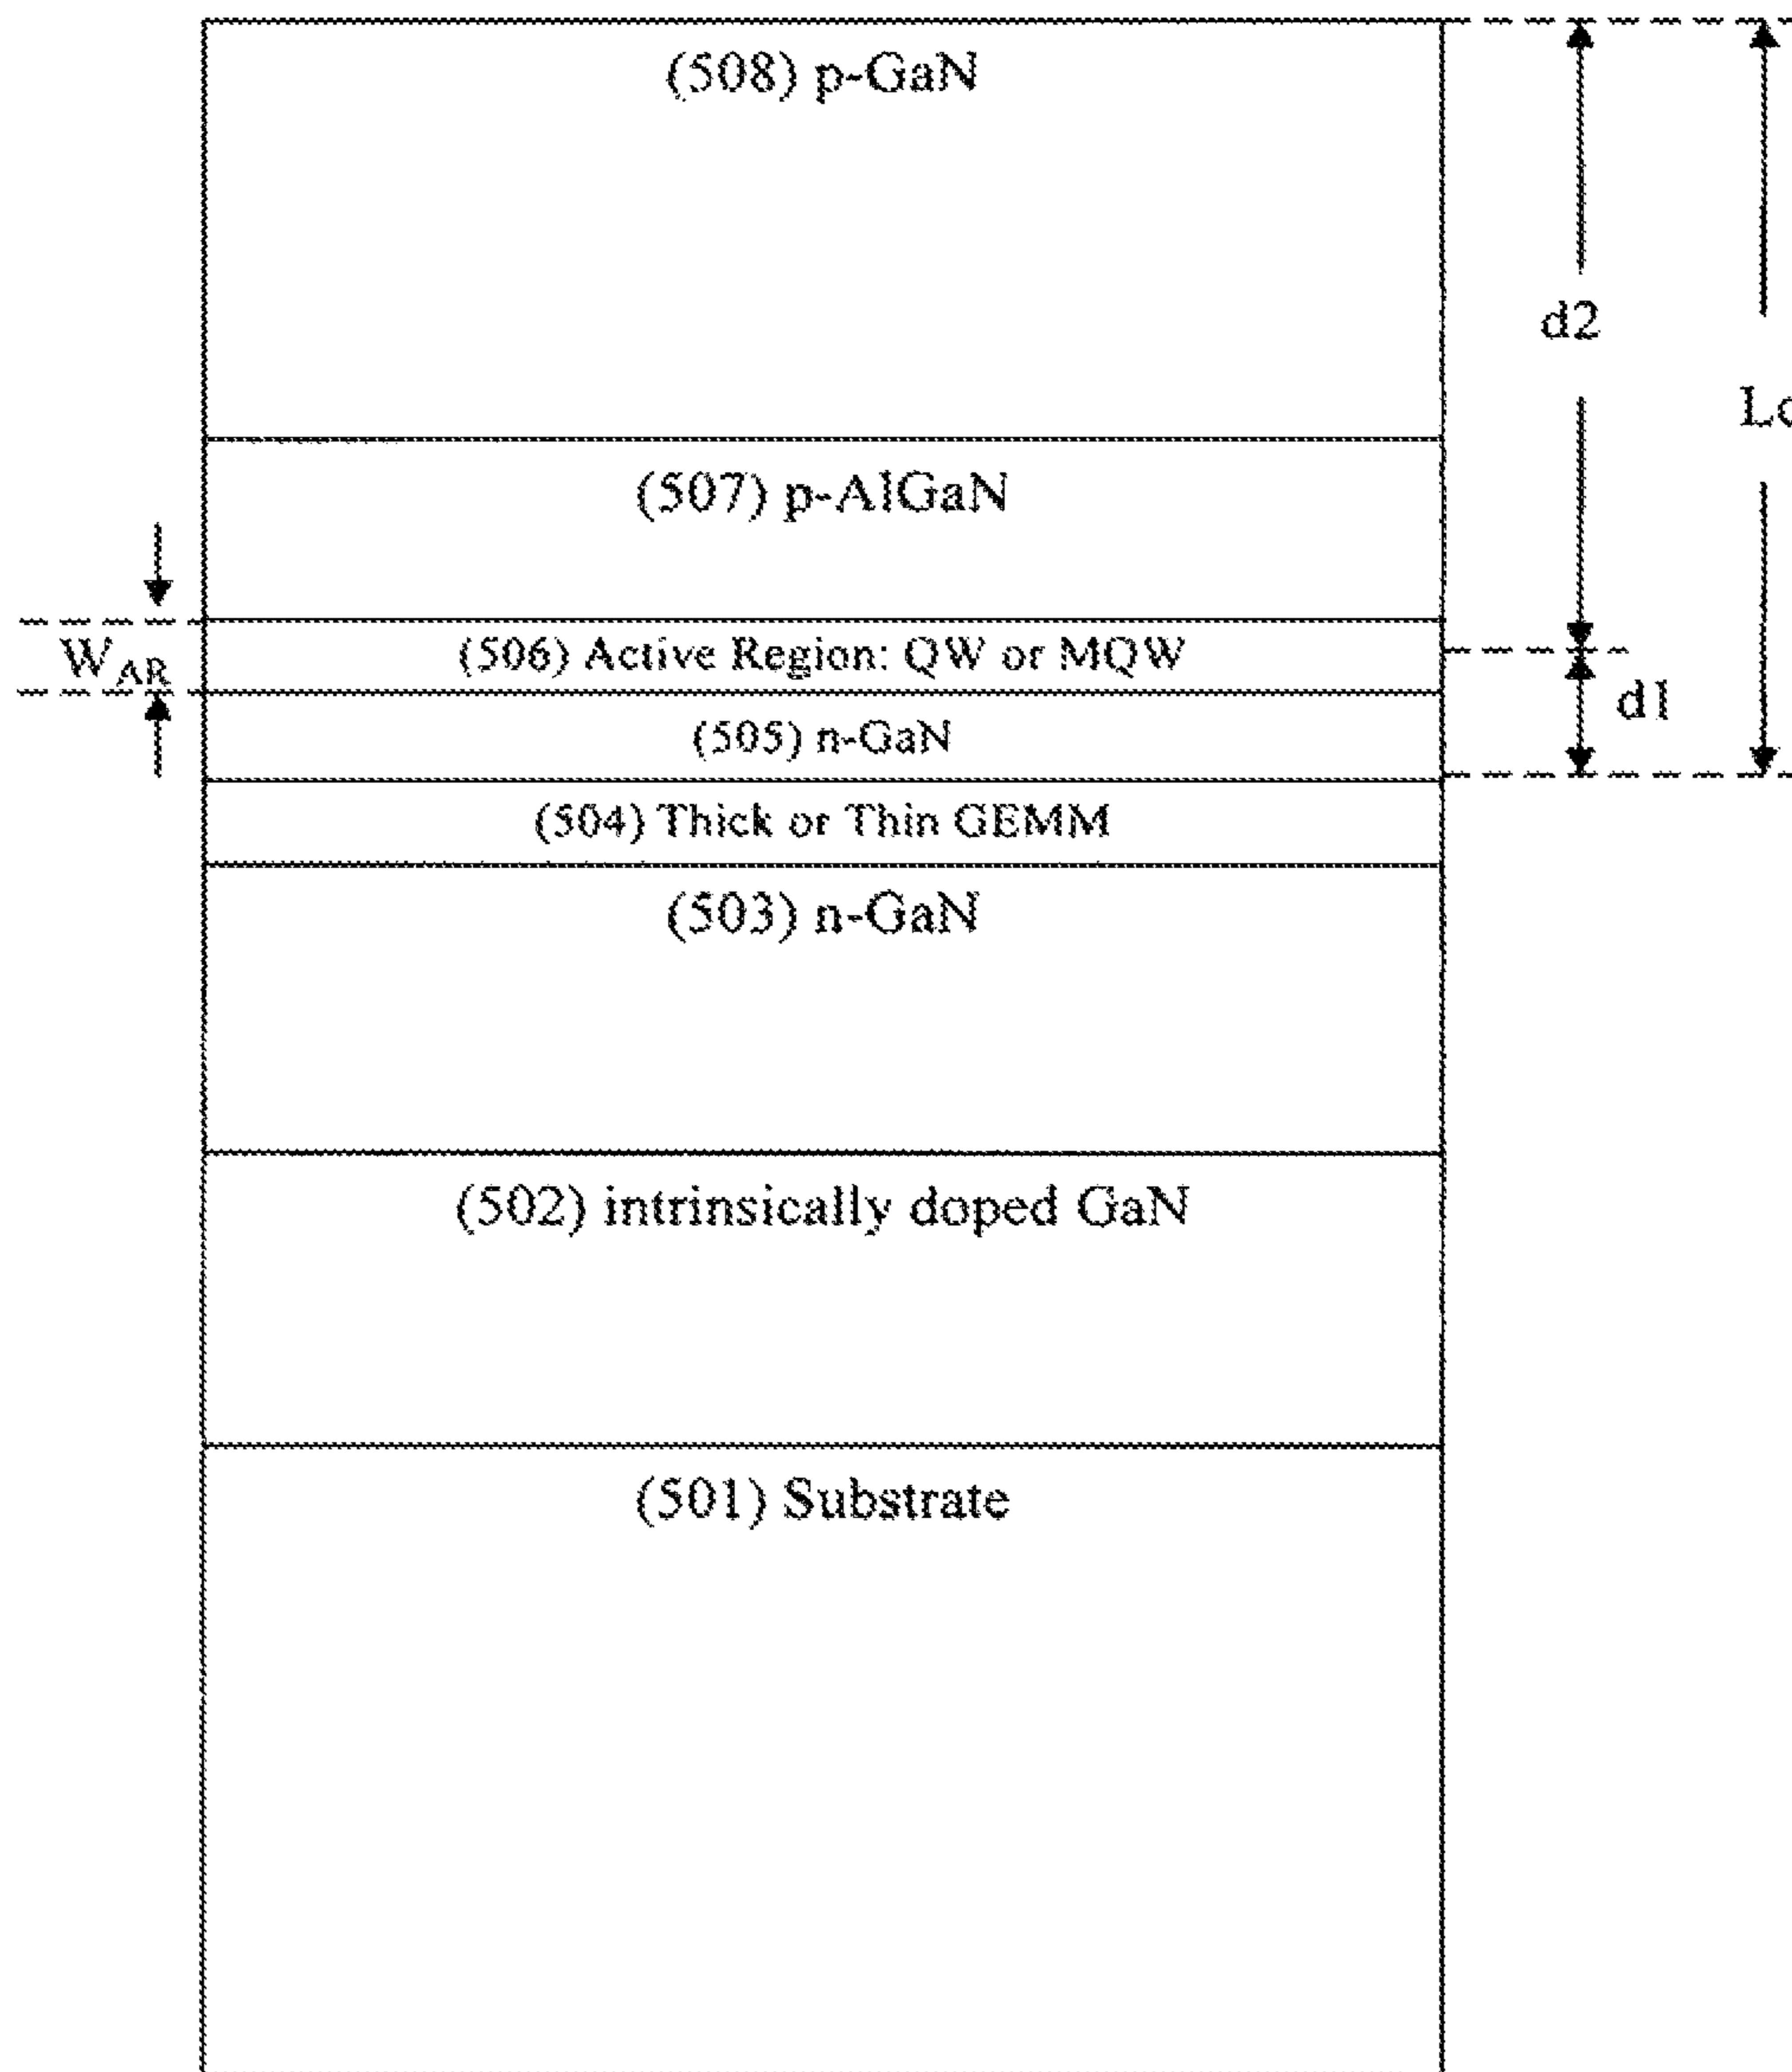 (508) p-GaN
d2
Lc
(507) p-AlGaN
(506) Active Region: QW or MQW
W_AR
d1
(505) n-GaN
(504) Thick or Thin GEMM
(503) n-GaN
(502) intrinsically doped GaN
(501) Substrate